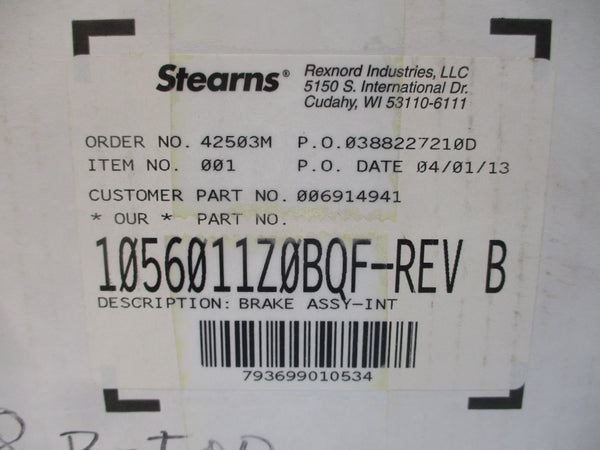 Stearns® Rexnord Industries, LLC
5150 S. International Dr.
Cudahy, WI 53110-6111
ORDER NO. 42503M P.O.0388227210D
ITEM NO. 001 P.O. DATE 04/01/13
CUSTOMER PART NO. 006914941
* OUR * PART NO.
1056011Z0BQF-REV B
DESCRIPTION: BRAKE ASSY-INT
793699010534